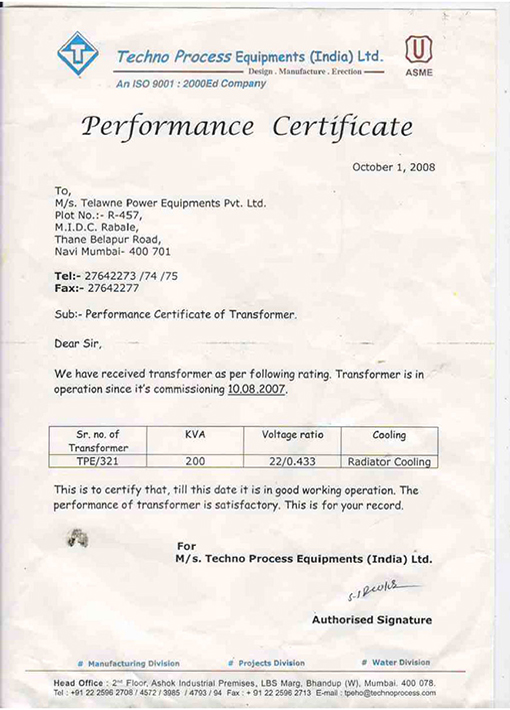 T
Techno Process Equipments (India) Ltd.
Design . Manufacture . Erection
An ISO 9001 : 2000Ed Company
U
ASME
Performance Certificate
October 1, 2008
To,
M/s. Telawne Power Equipments Pvt. Ltd.
Plot No.:- R-457,
M.I.D.C. Rabale,
Thane Belapur Road,
Navi Mumbai- 400 701
Tel:- 27642273 /74 /75
Fax:- 27642277
Sub:- Performance Certificate of Transformer.
Dear Sir,
We have received transformer as per following rating. Transformer is in
operation since it's commissioning 10.08.2007.
Sr. no. of Transformer KVA Voltage ratio Cooling
TPE/321 200 22/0.433 Radiator Cooling
This is to certify that, till this date it is in good working operation. The
performance of transformer is satisfactory. This is for your record.
For
M/s. Techno Process Equipments (India) Ltd.
Authorised Signature
# Manufacturing Division # Projects Division # Water Division
Head Office : 2nd Floor, Ashok Industrial Premises, LBS Marg, Bhandup (W), Mumbai. 400 078.
Tel : +91 22 2596 2708 / 4572 / 3985 / 4793 / 94 Fax : + 91 22 2596 2713 E-mail : tpeho@technoprocess.com